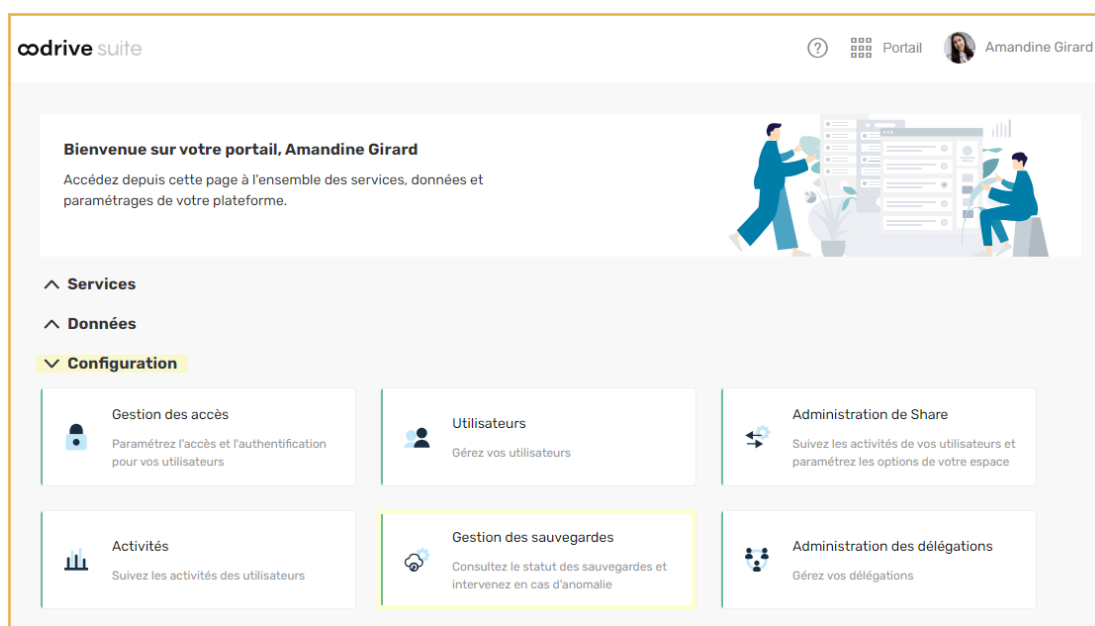 oodrive suite
Portail
Amandine Girard
Bienvenue sur votre portail, Amandine Girard
Accédez depuis cette page à l'ensemble des services, données et
paramétrages de votre plateforme.
Services
Données
Configuration
Gestion des accès
Paramétrez l'accès et l'authentification
pour vos utilisateurs
Utilisateurs
Gérez vos utilisateurs
Administration de Share
Suivez les activités de vos utilisateurs et
paramétrez les options de votre espace
Activités
Suivez les activités des utilisateurs
Gestion des sauvegardes
Consultez le statut des sauvegardes et
intervenez en cas d'anomalie
Administration des délégations
Gérez vos délégations